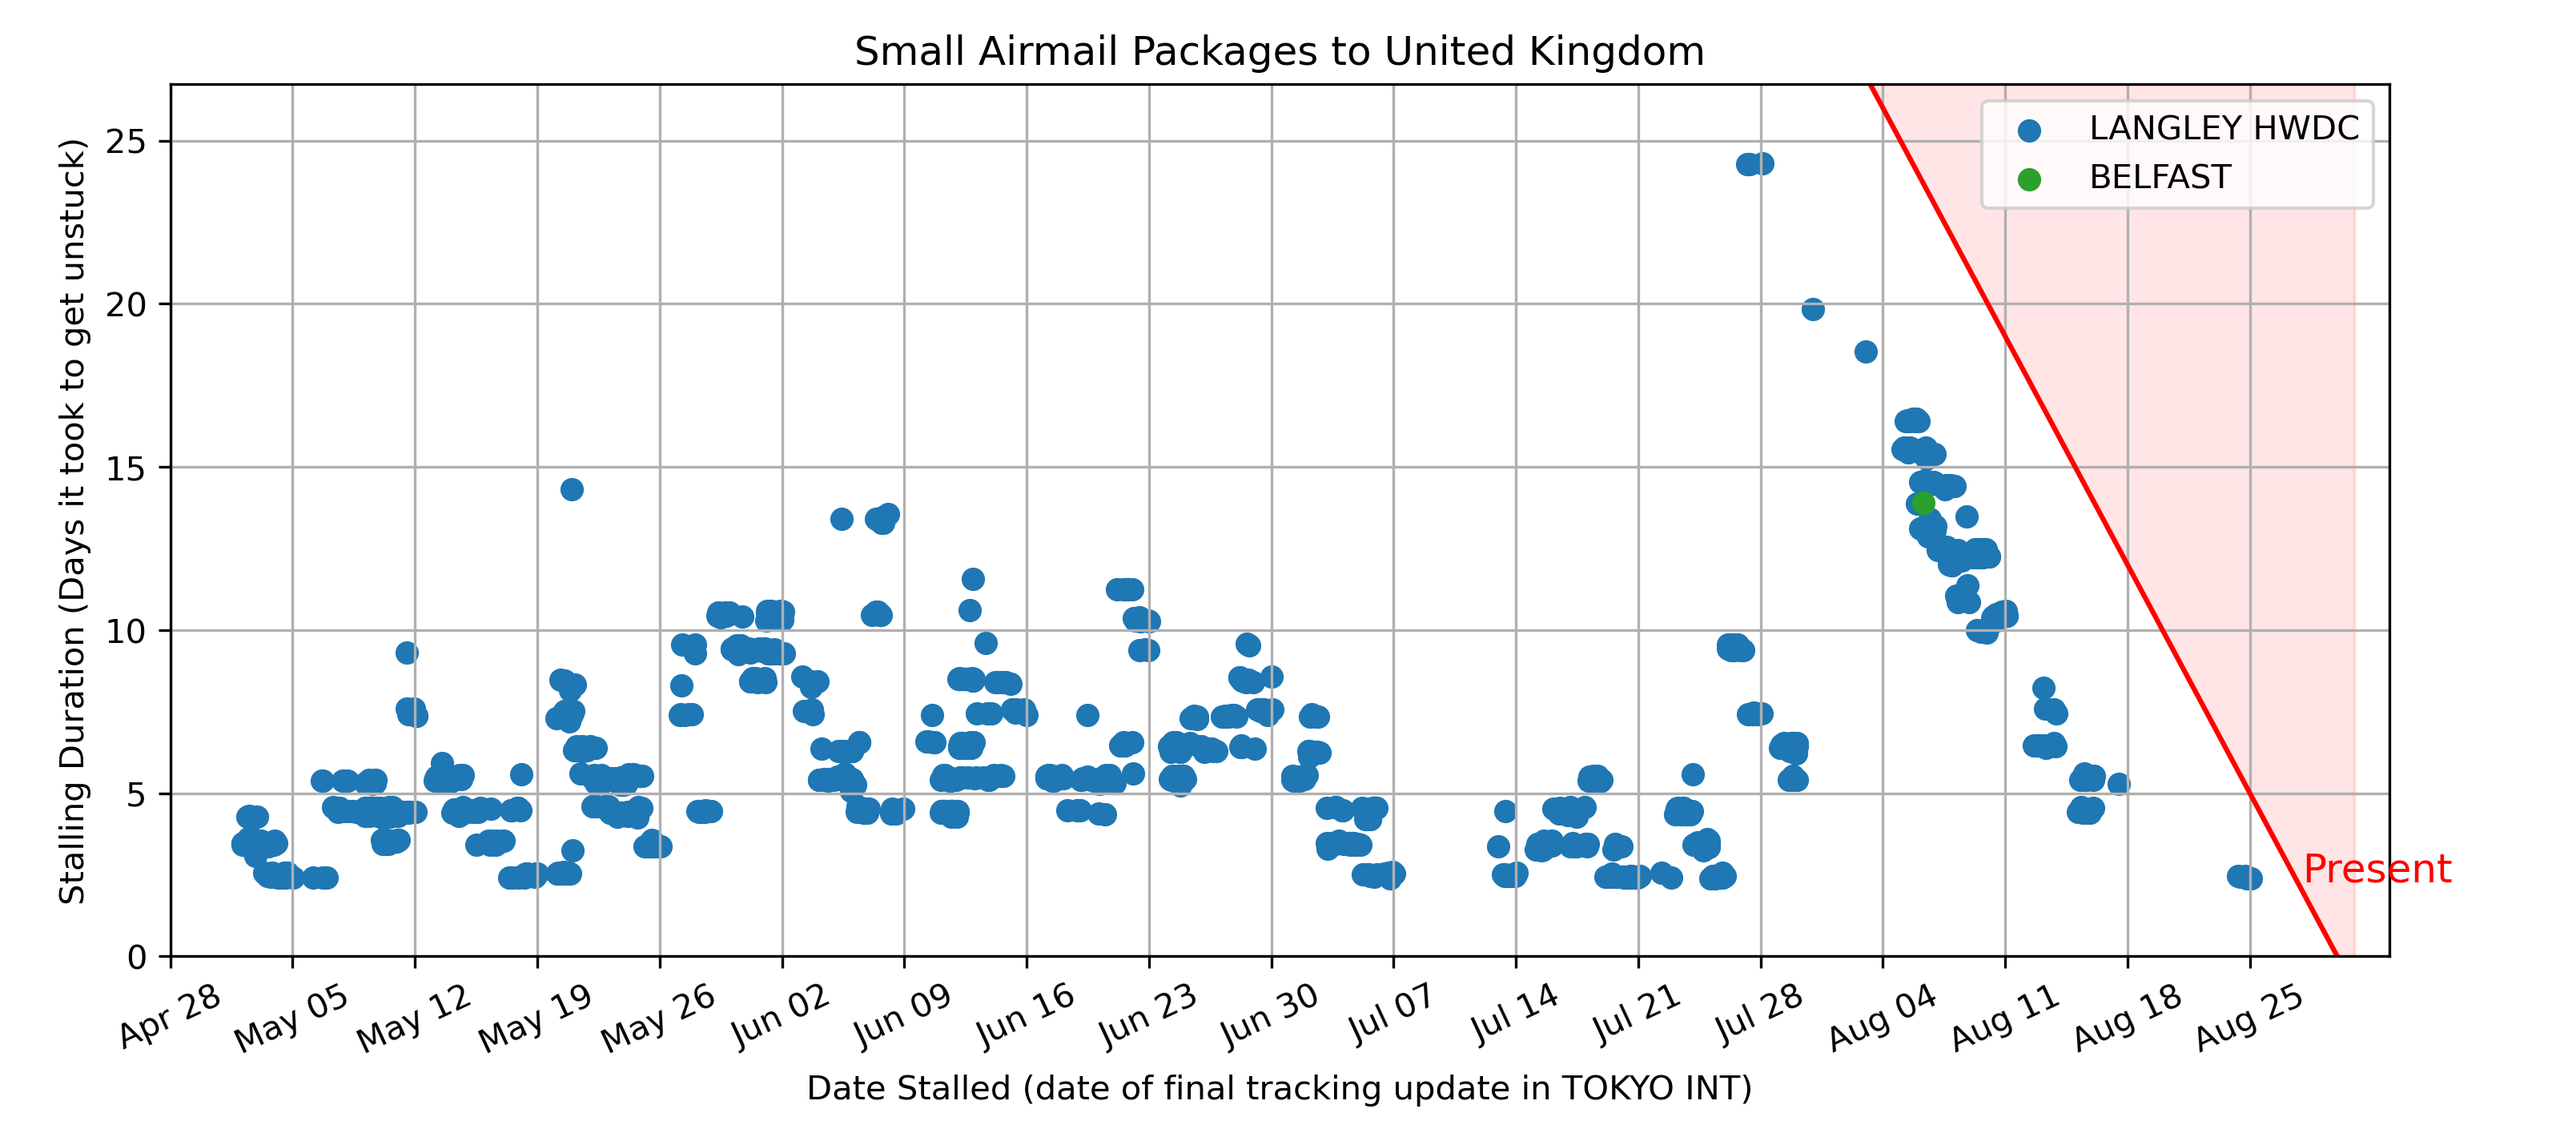 Small Airmail Packages to United Kingdom
Stalling Duration (Days it took to get unstuck)
25
20
15
10
5
0
LANGLEY HWDC
BELFAST
Present
Apr 28
May 05
May 12
May 19
May 26
Jun 02
Jun 09
Jun 16
Jun 23
Jun 30
Jul 07
Jul 14
Jul 21
Jul 28
Aug 04
Aug 11
Aug 18
Aug 25
Date Stalled (date of final tracking update in TOKYO INT)